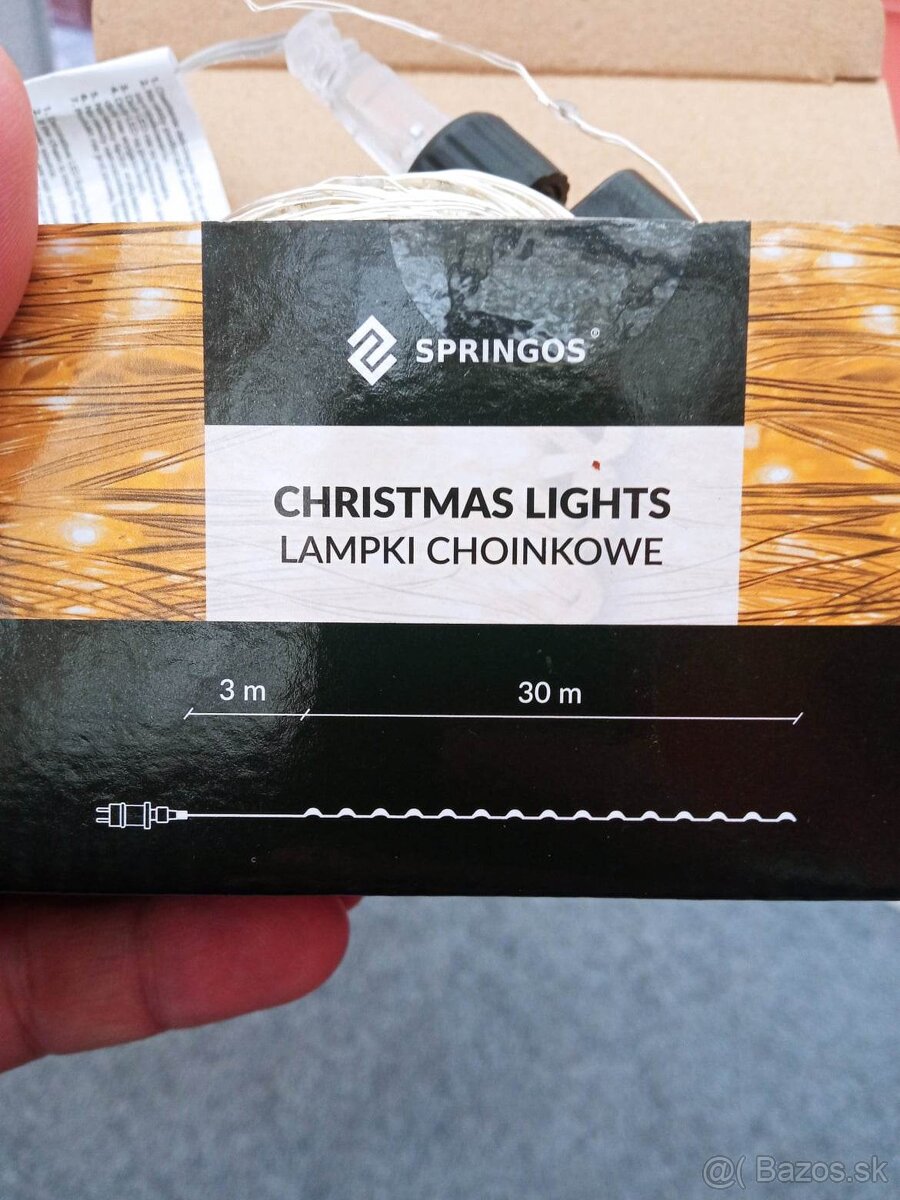 SPRINGOS®
CHRISTMAS LIGHTS
LAMPKI CHOINKOWE
3 m 30 m
@( Bazos.sk